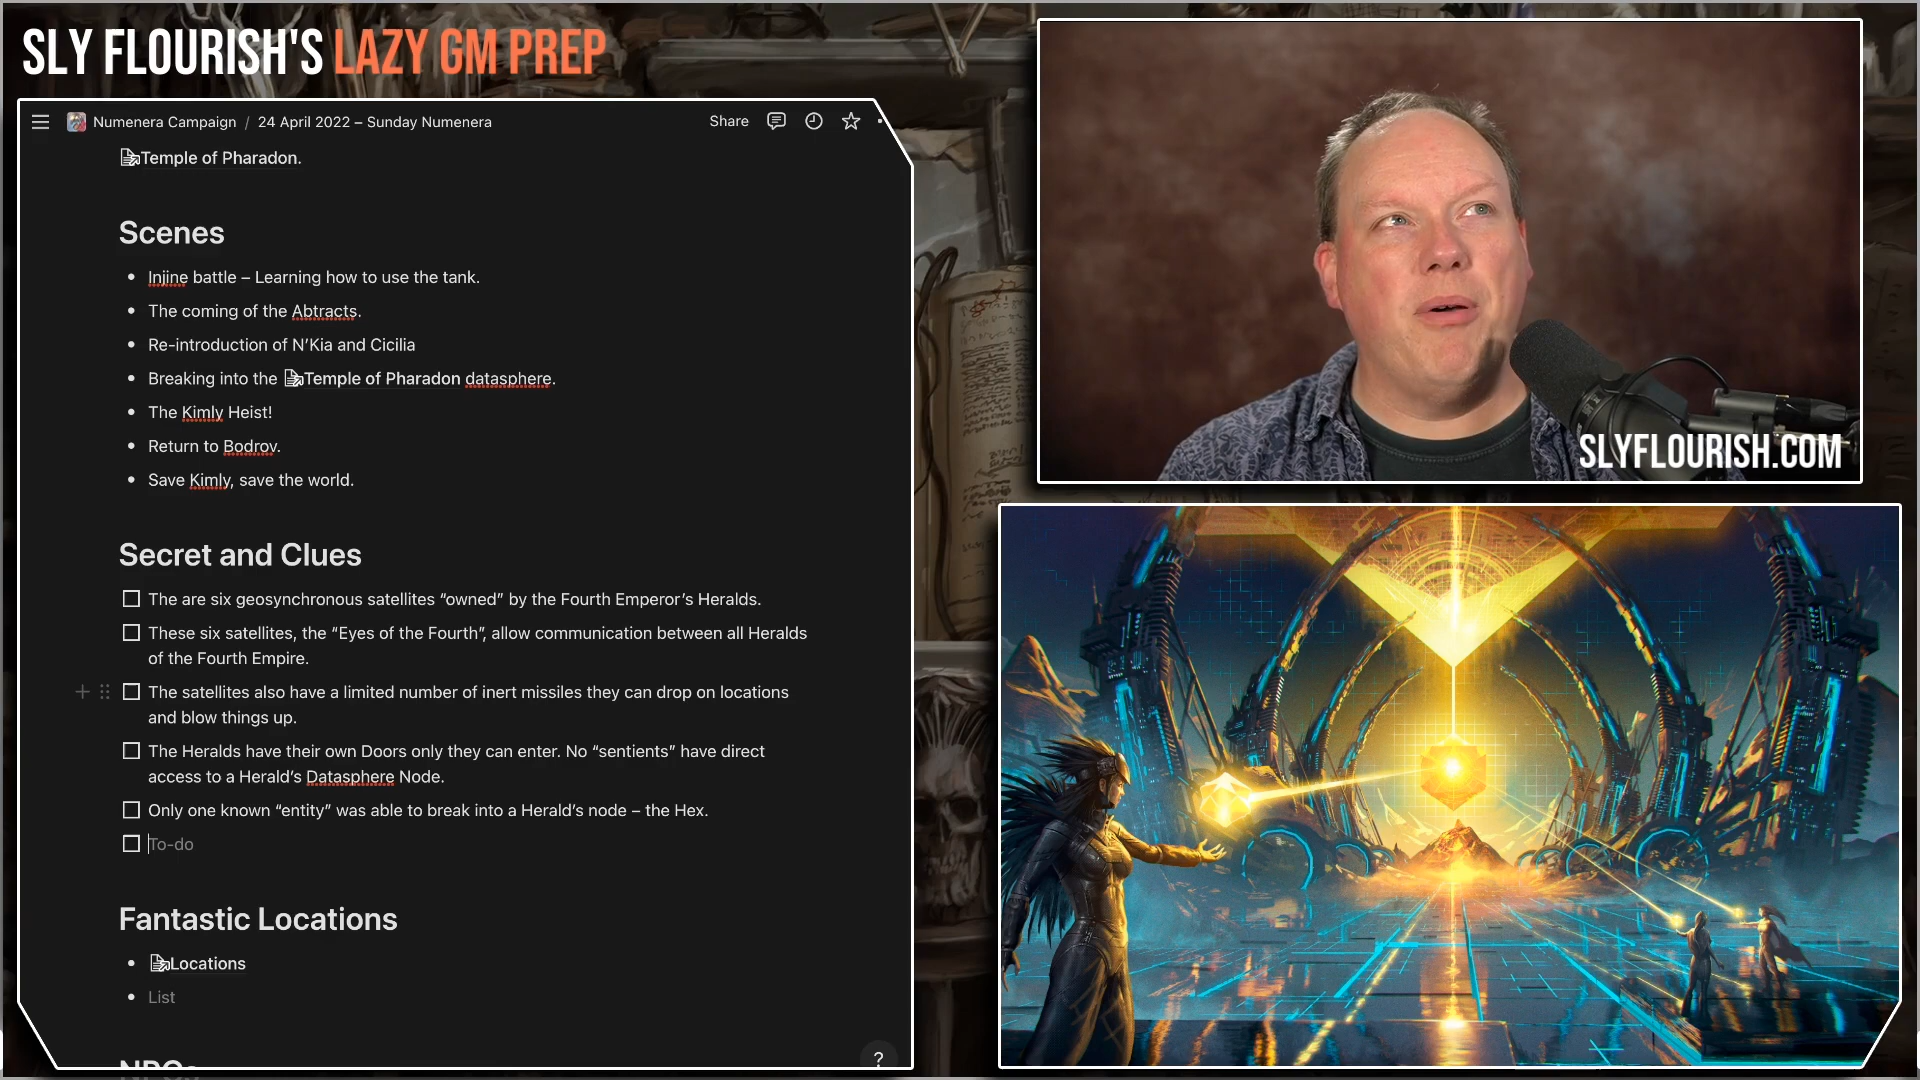 SLY FLOURISH'S LAZY GM PREP
Numenera Campaign / 24 April 2022 – Sunday Numenera
Share
Temple of Pharadon.
Scenes
Injine battle – Learning how to use the tank.
The coming of the Abtracts.
Re-introduction of N’Kia and Cicilia
Breaking into the Temple of Pharadon datasphere.
The Kimly Heist!
Return to Bodrov.
Save Kimly, save the world.
Secret and Clues
The are six geosynchronous satellites “owned” by the Fourth Emperor’s Heralds.
These six satellites, the “Eyes of the Fourth”, allow communication between all Heralds
of the Fourth Empire.
The satellites also have a limited number of inert missiles they can drop on locations
and blow things up.
The Heralds have their own Doors only they can enter. No “sentients” have direct
access to a Herald’s Datasphere Node.
Only one known “entity” was able to break into a Herald’s node – the Hex.
To-do
Fantastic Locations
Locations
List
NPCs
?
SLYFLOURISH.COM